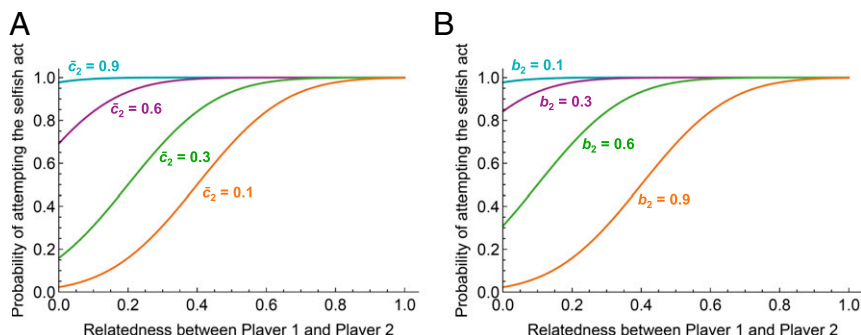 A
Probability of attempting the selfish act
1.0
0.8
0.6
0.4
0.2
0.0
c̄₂ = 0.9
c̄₂ = 0.6
c̄₂ = 0.3
c̄₂ = 0.1
0.0 0.2 0.4 0.6 0.8 1.0
Relatedness between Player 1 and Player 2
B
Probability of attempting the selfish act
1.0
0.8
0.6
0.4
0.2
0.0
b₂ = 0.1
b₂ = 0.3
b₂ = 0.6
b₂ = 0.9
0.0 0.2 0.4 0.6 0.8 1.0
Relatedness between Player 1 and Player 2